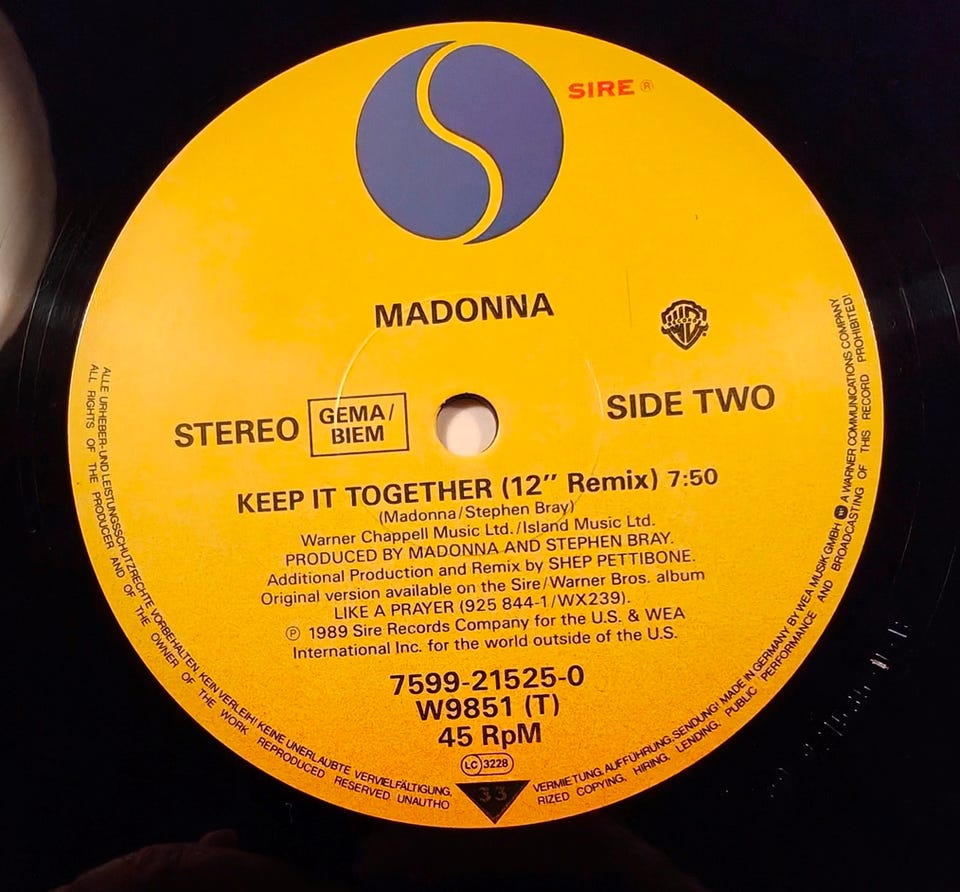 SIRE ®
MADONNA
WB RECORDS
STEREO
GEMA/
BIEM
SIDE TWO
KEEP IT TOGETHER (12″ Remix) 7:50
(Madonna/Stephen Bray)
Warner Chappell Music Ltd./Island Music Ltd.
PRODUCED BY MADONNA AND STEPHEN BRAY.
Additional Production and Remix by SHEP PETTIBONE.
Original version available on the Sire/Warner Bros. album
LIKE A PRAYER (925 844-1/WX239).
℗ 1989 Sire Records Company for the U.S. & WEA
International Inc. for the world outside of the U.S.
7599-21525-0
W9851 (T)
45 RpM
LC 3228
33
ALLE URHEBER-UND LEISTUNGSSCHUTZRECHTE VORBEHALTEN, KEIN VERLEIH! KEINE UNERLAUBTE VERVIELFÄLTIGUNG,
VERMIETUNG, AUFFÜHRUNG, SENDUNG! MADE IN GERMANY BY WEA MUSIK GMBH A WARNER COMMUNICATIONS COMPANY
ALL RIGHTS OF THE PRODUCER AND OF THE OWNER OF THE WORK REPRODUCED RESERVED UNAUTHO
RIZED COPYING, HIRING, LENDING, PUBLIC PERFORMANCE AND BROADCASTING OF THIS RECORD PROHIBITED!